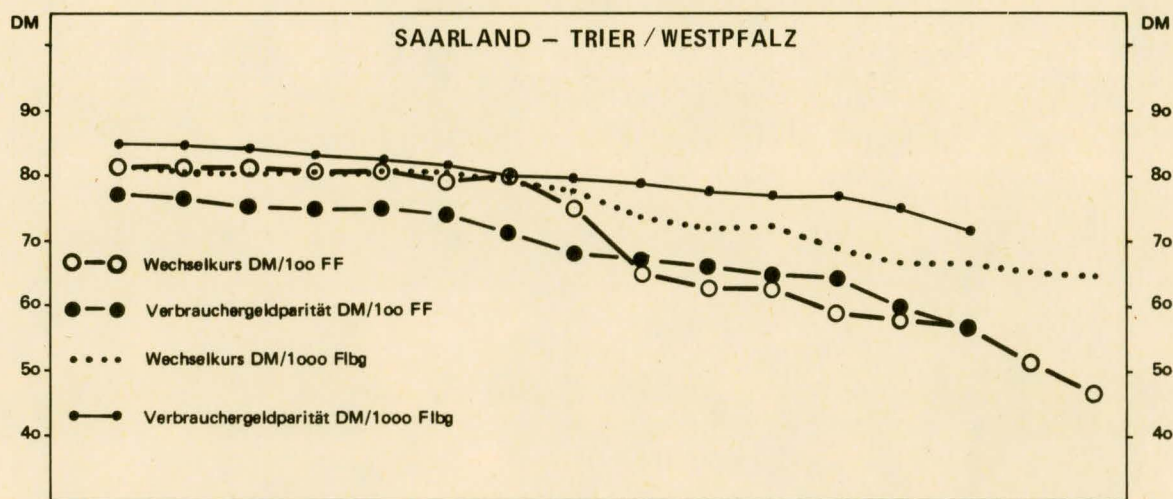 DM
DM
SAARLAND – TRIER / WESTPFALZ
9o
9o
8o
8o
7o
7o
Wechselkurs DM/1oo FF
6o
6o
Verbrauchergeldparität DM/1oo FF
Wechselkurs DM/1ooo Flbg
5o
5o
Verbrauchergeldparität DM/1ooo Flbg
4o
4o